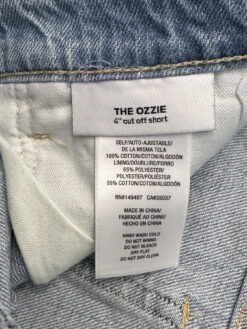 THE OZZIE
4" cut off short
SELF/AUTO-AJUSTABLE/
DE LA MISMA TELA
100% COTTON/COTON/ALGODÓN
LINING/DOUBLURE/FORRO
65% POLYESTER/
POLYESTER/POLIÉSTER
35% COTTON/COTON/ALGODÓN
RN#149497 CA#35037
MADE IN CHINA/
FABRIQUÉ AU CHINE/
HECHO EN CHINA
HAND WASH COLD
DO NOT WRING
DO NOT BLEACH
DRY FLAT
DO NOT DRY CLEAN